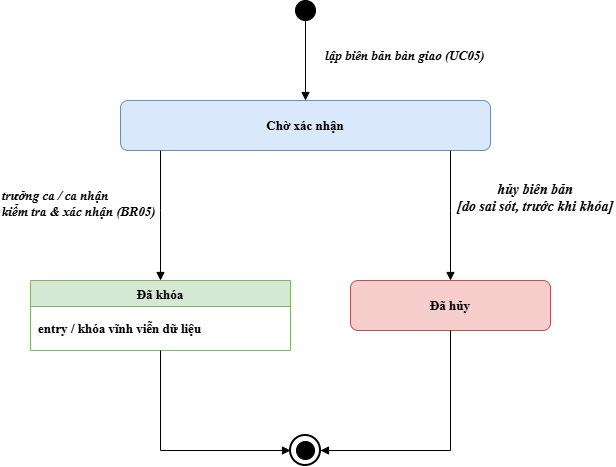 lập biên bản bàn giao (UC05)
Chờ xác nhận
trưởng ca / ca nhận
kiểm tra & xác nhận (BR05)
hủy biên bản
[do sai sót, trước khi khóa]
Đã khóa
entry / khóa vĩnh viễn dữ liệu
Đã hủy